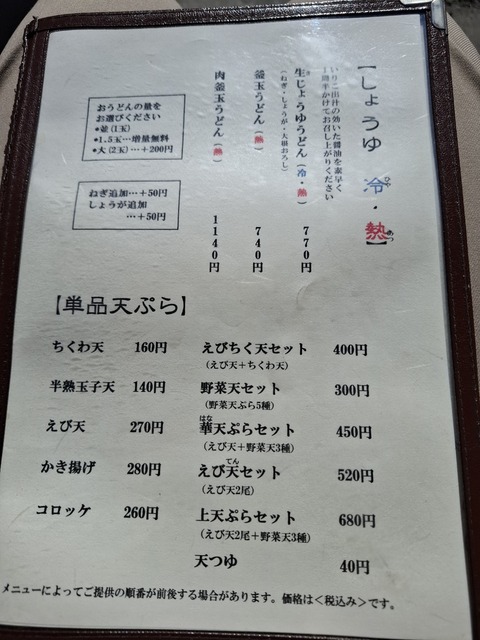 【しょうゆ 冷・熱】
ひや
あつ
いりこ出汁の効いた醤油を素早く
1周半かけてお召し上がりください
生じょうゆうどん（冷・熱） 770円
（ねぎ・しょうが・大根おろし）
釜玉うどん（熱） 740円
肉釜玉うどん（熱） 1140円
おうどんの量を
お選びください
*並(1玉)
*1.5玉…増量無料
*大(2玉)…+200円
ねぎ追加…+50円
しょうが追加
…+50円
【単品天ぷら】
ちくわ天 160円
半熟玉子天 140円
えび天 270円
かき揚げ 280円
コロッケ 260円
えびちく天セット 400円
（えび天+ちくわ天）
野菜天セット 300円
（野菜天ぷら5種）
はな
華天ぷらセット 450円
（えび天+野菜天3種）
てん
えび天セット 520円
（えび天2尾）
上天ぷらセット 680円
（えび天2尾+野菜天3種）
天つゆ 40円
メニューによってご提供の順番が前後する場合があります。価格は<税込み>です。